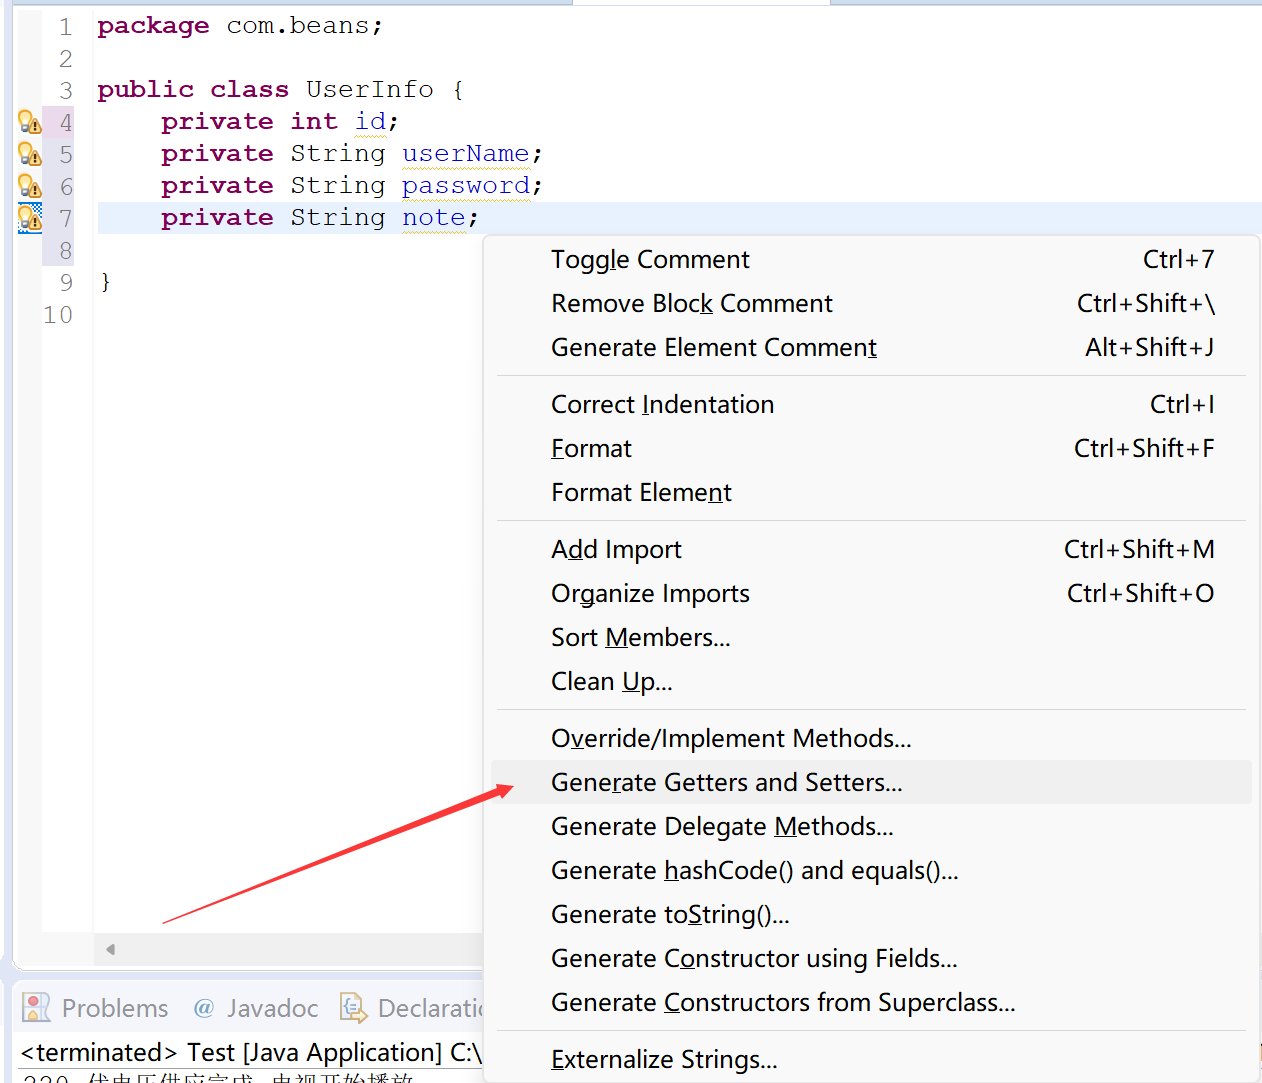 1 package com.beans;
2
3 public class UserInfo {
4 private int id;
5 private String userName;
6 private String password;
7 private String note;
8
9 }
10
Toggle Comment Ctrl+7
Remove Block Comment Ctrl+Shift+\
Generate Element Comment Alt+Shift+J
Correct Indentation Ctrl+I
Format Ctrl+Shift+F
Format Element
Add Import Ctrl+Shift+M
Organize Imports Ctrl+Shift+O
Sort Members...
Clean Up...
Override/Implement Methods...
Generate Getters and Setters...
Generate Delegate Methods...
Generate hashCode() and equals()...
Generate toString()...
Generate Constructor using Fields...
Generate Constructors from Superclass...
Externalize Strings...
Problems @ Javadoc Declaratio
<terminated> Test [Java Application] C:\